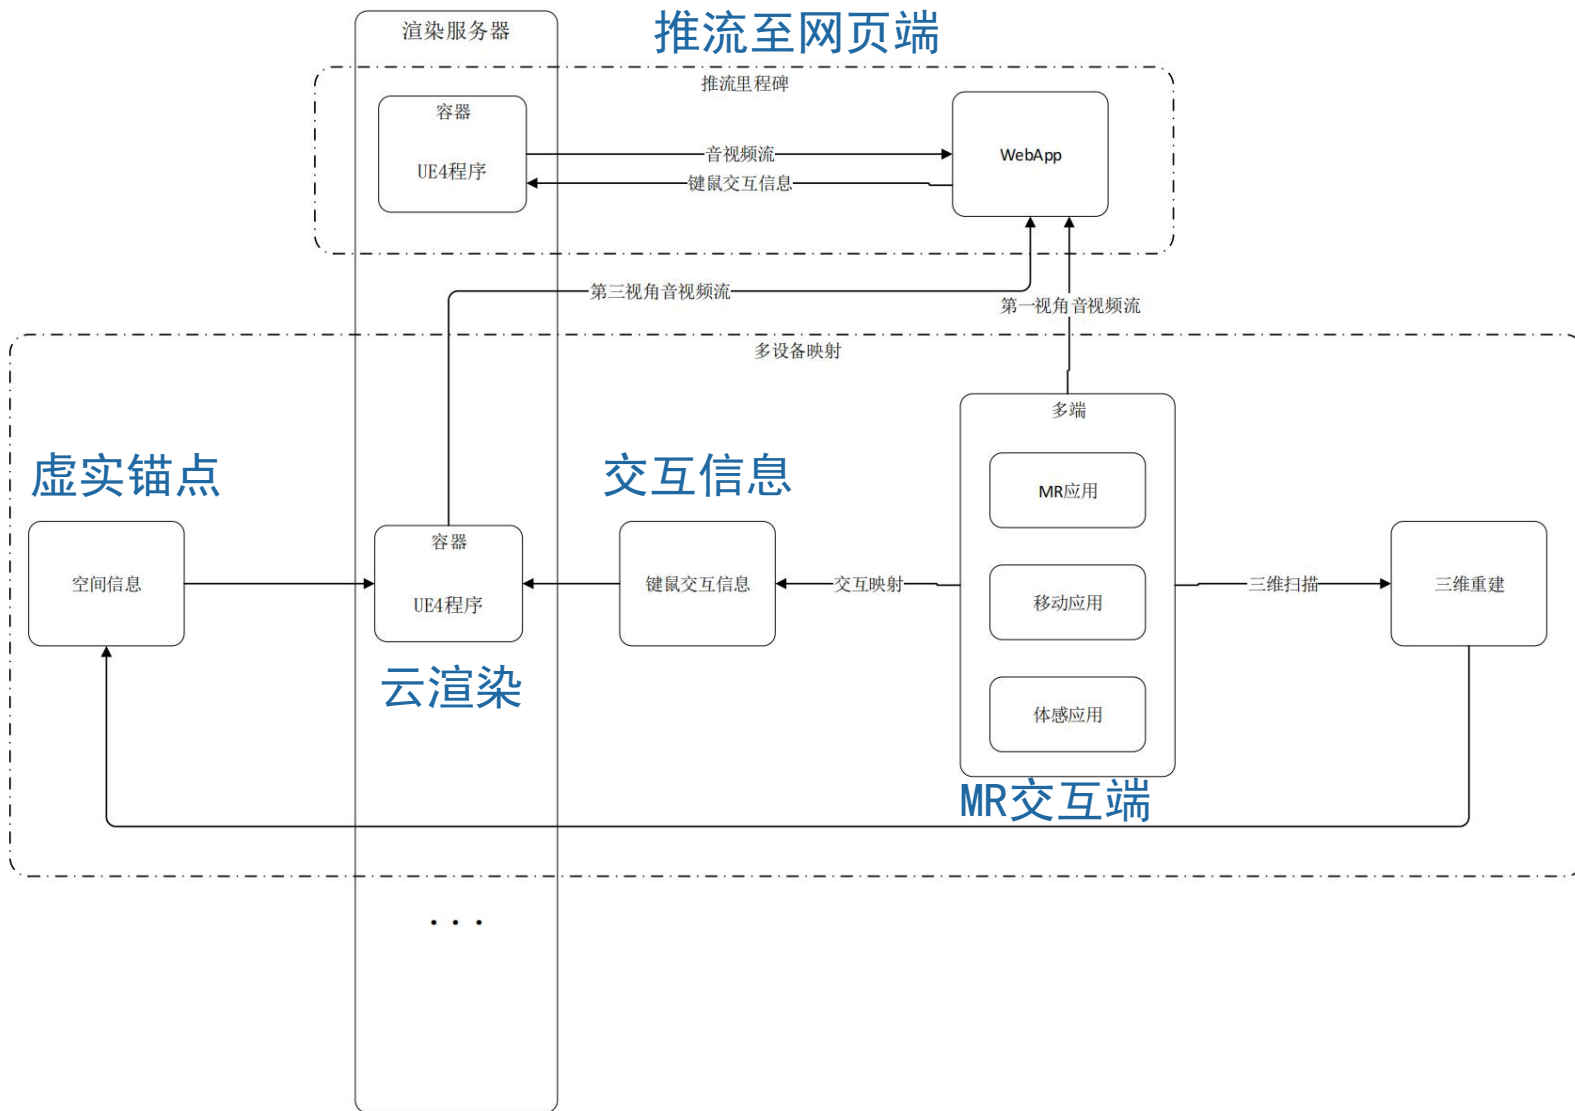 渲染服务器
推流至网页端
推流里程碑
容器
UE4程序
音视频流
键鼠交互信息
WebApp
第三视角音视频流
第一视角音视频流
多设备映射
虚实锚点
空间信息
容器
UE4程序
云渲染
交互信息
键鼠交互信息
交互映射
多端
MR应用
移动应用
体感应用
MR交互端
三维扫描
三维重建
...